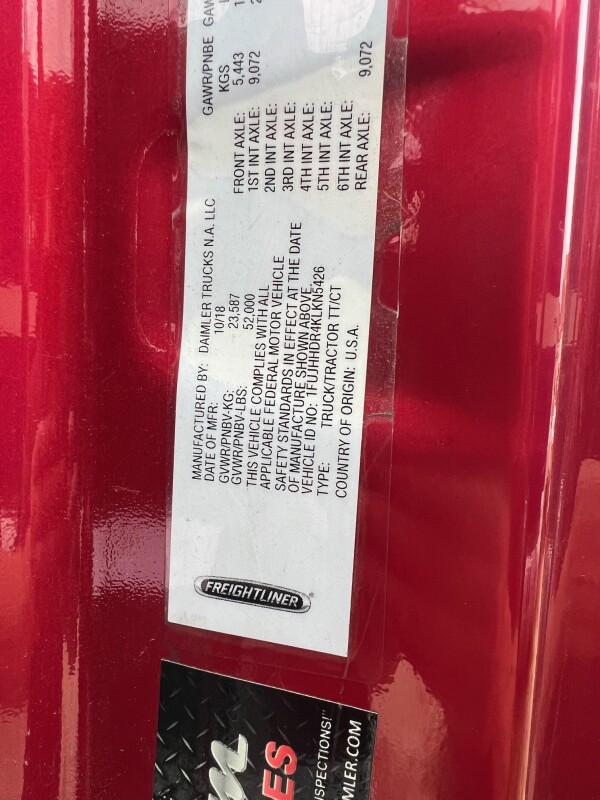 MANUFACTURED BY: DAIMLER TRUCKS N.A. LLC
DATE OF MFR: 10/18
GVWR/PNBV-KG: 23,587
GVWR/PNBV-LBS: 52,000
THIS VEHICLE COMPLIES WITH ALL
APPLICABLE FEDERAL MOTOR VEHICLE
SAFETY STANDARDS IN EFFECT AT THE DATE
OF MANUFACTURE SHOWN ABOVE.
VEHICLE ID NO: 1FUJHHDR4KLKN5426
TYPE: TRUCK/TRACTOR TT/CT
COUNTRY OF ORIGIN: U.S.A.
GAWR/PNBE
KGS
FRONT AXLE: 5,443
1ST INT AXLE: 9,072
2ND INT AXLE:
3RD INT AXLE:
4TH INT AXLE:
5TH INT AXLE:
6TH INT AXLE:
REAR AXLE: 9,072
FREIGHTLINER